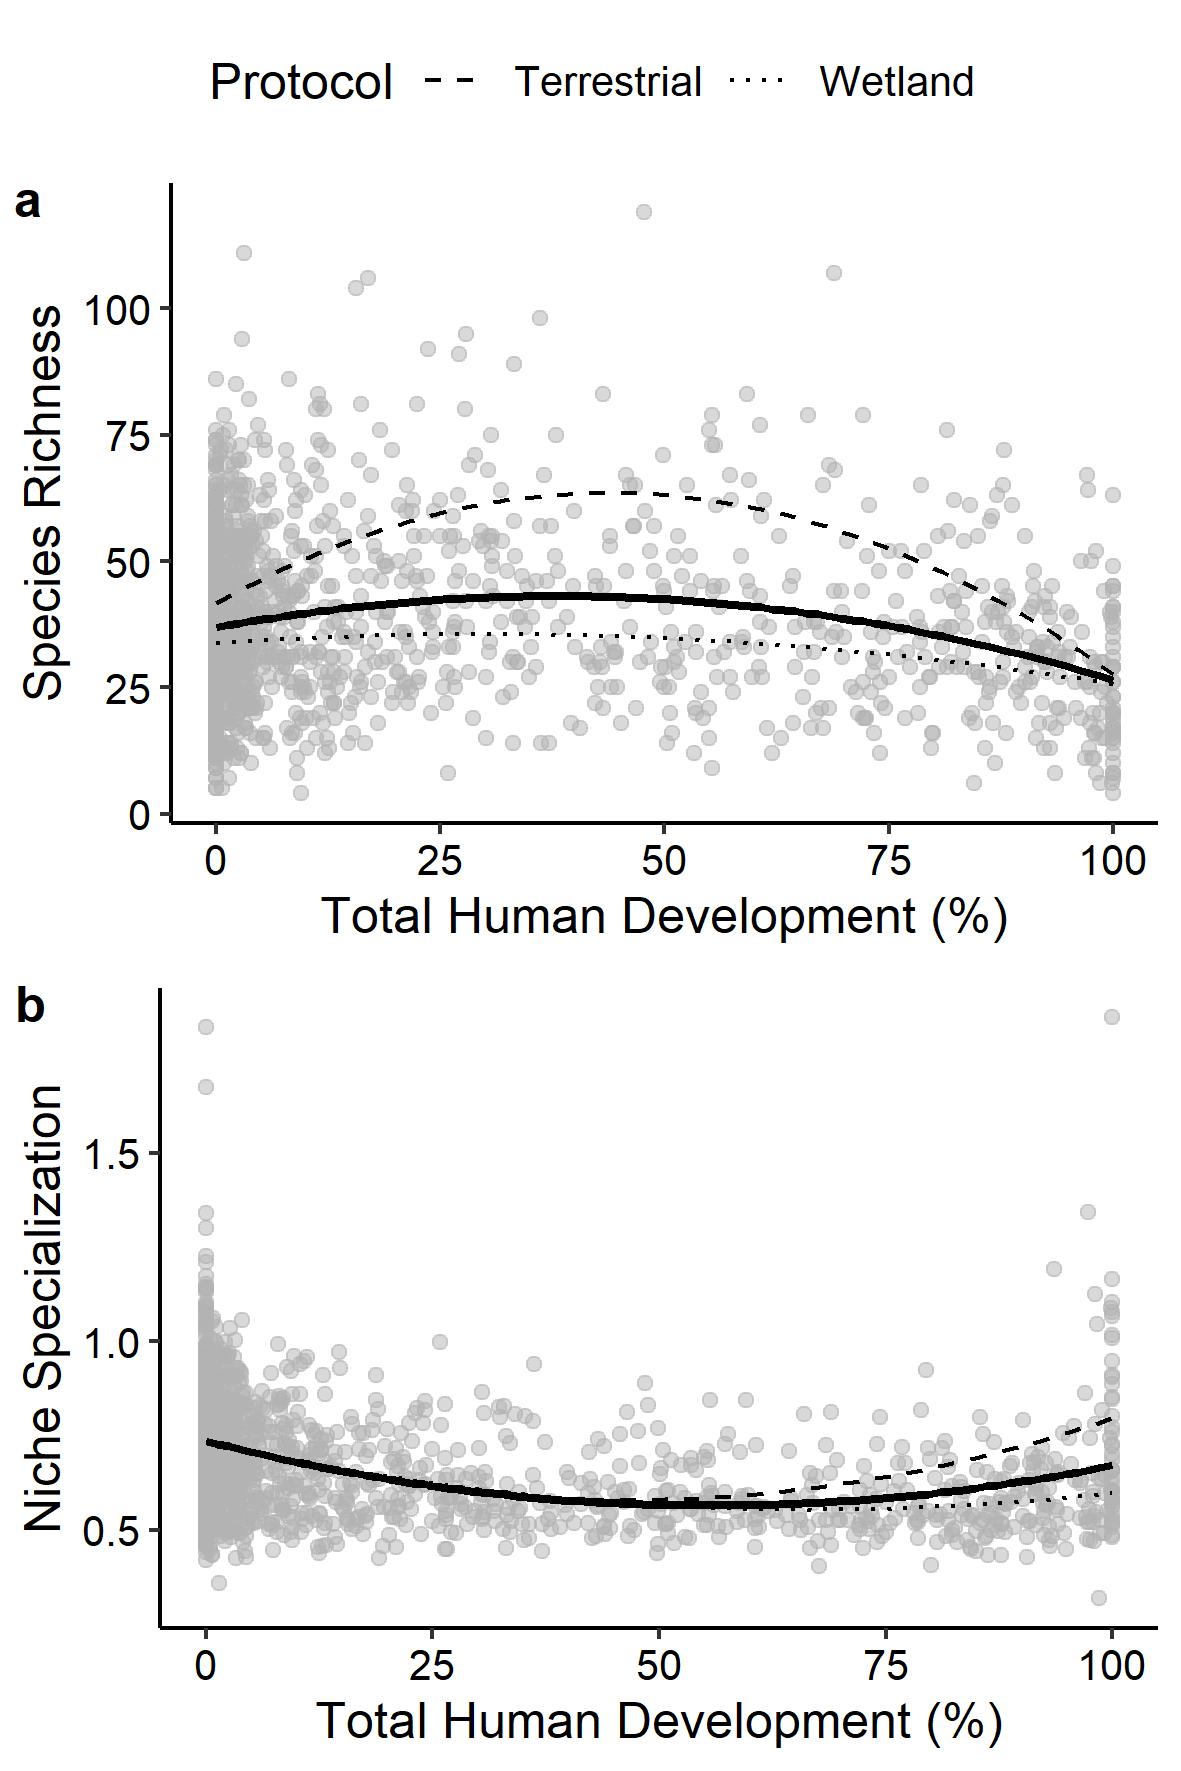 Protocol Terrestrial Wetland
a
Species Richness
100
75
50
25
0
0 25 50 75 100
Total Human Development (%)
b
Niche Specialization
1.5
1.0
0.5
0 25 50 75 100
Total Human Development (%)